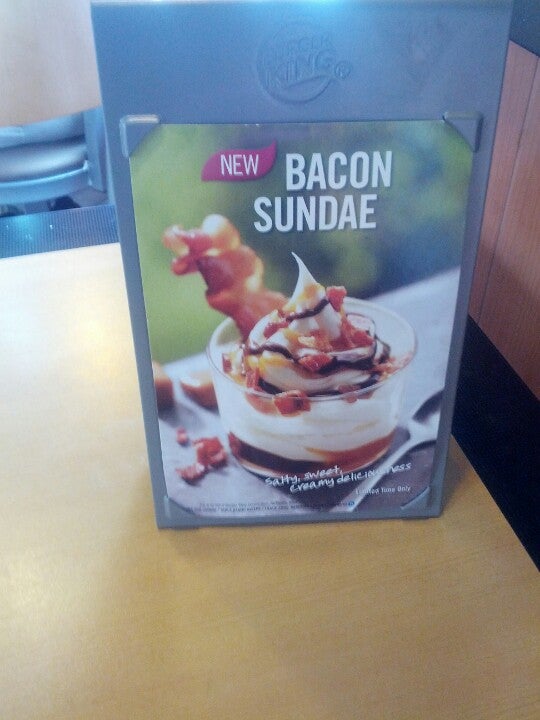 BURGER
KING®
NEW
BACON
SUNDAE
Salty, sweet,
creamy deliciousness
Limited Time Only